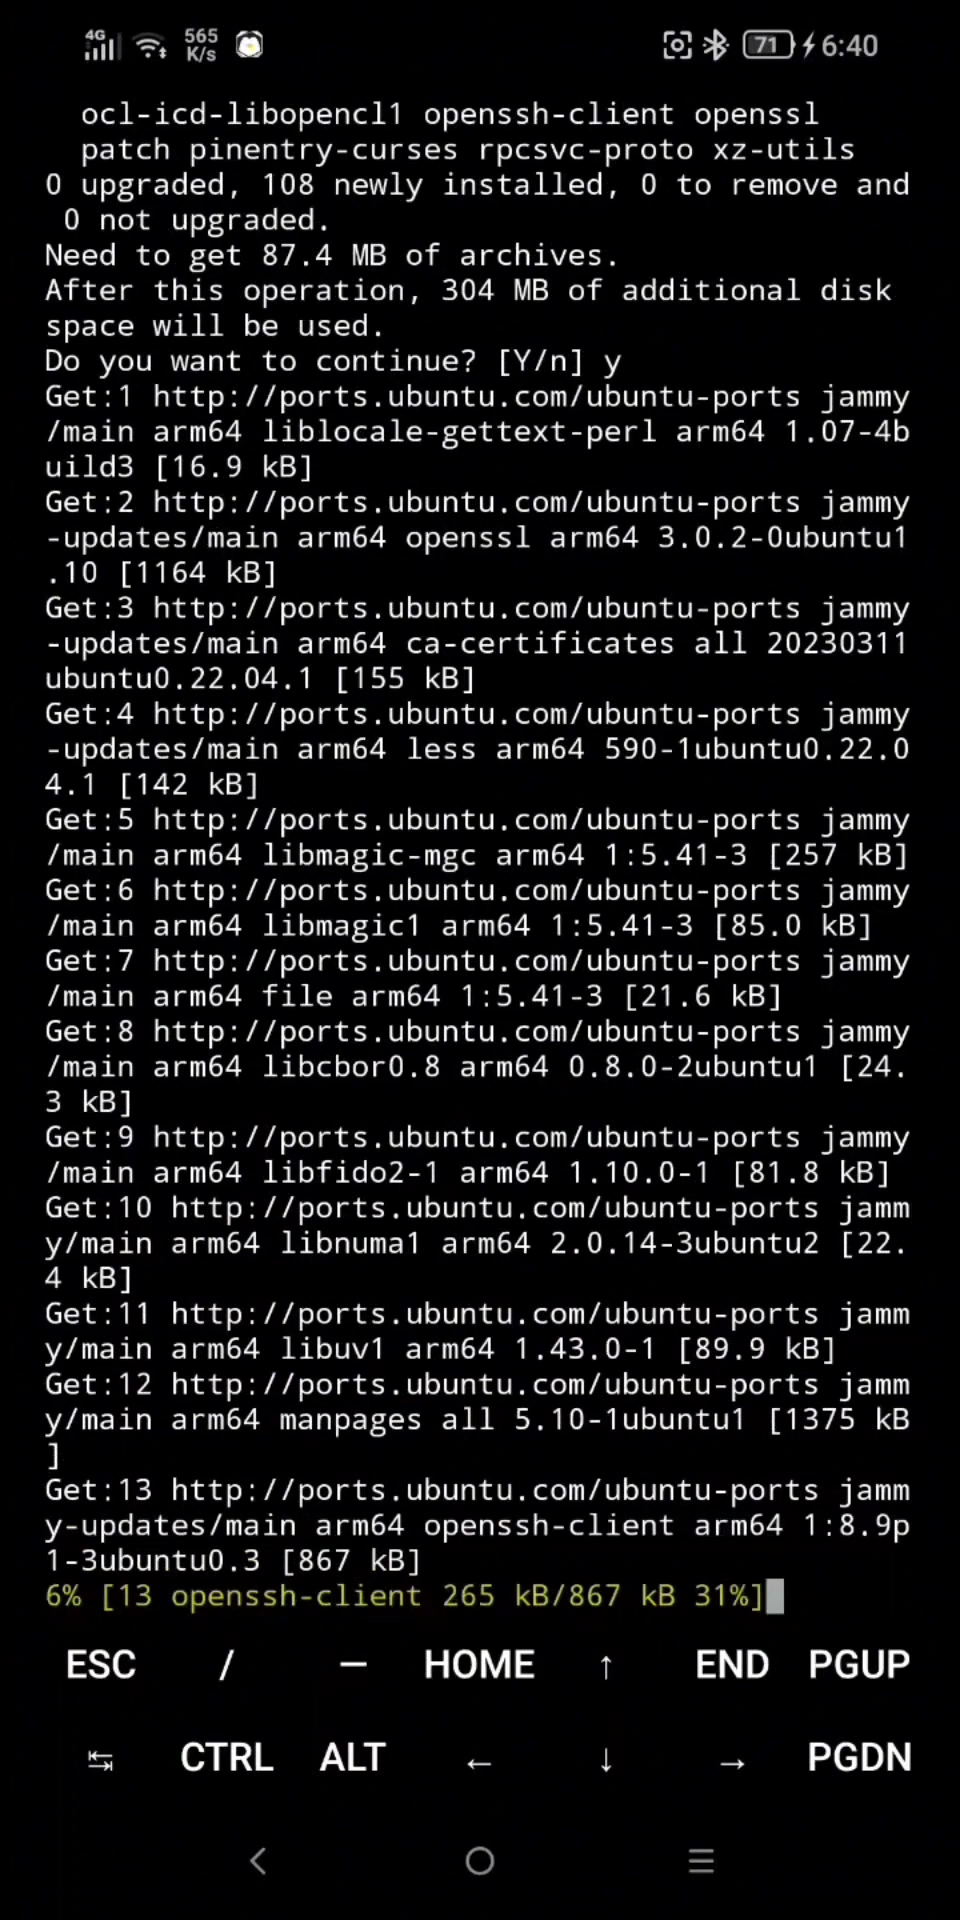 4G 565 K/s 71 6:40
ocl-icd-libopencl1 openssh-client openssl
patch pinentry-curses rpcsvc-proto xz-utils
0 upgraded, 108 newly installed, 0 to remove and
0 not upgraded.
Need to get 87.4 MB of archives.
After this operation, 304 MB of additional disk
space will be used.
Do you want to continue? [Y/n] y
Get:1 http://ports.ubuntu.com/ubuntu-ports jammy
/main arm64 liblocale-gettext-perl arm64 1.07-4b
uild3 [16.9 kB]
Get:2 http://ports.ubuntu.com/ubuntu-ports jammy
-updates/main arm64 openssl arm64 3.0.2-0ubuntu1
.10 [1164 kB]
Get:3 http://ports.ubuntu.com/ubuntu-ports jammy
-updates/main arm64 ca-certificates all 20230311
ubuntu0.22.04.1 [155 kB]
Get:4 http://ports.ubuntu.com/ubuntu-ports jammy
-updates/main arm64 less arm64 590-1ubuntu0.22.0
4.1 [142 kB]
Get:5 http://ports.ubuntu.com/ubuntu-ports jammy
/main arm64 libmagic-mgc arm64 1:5.41-3 [257 kB]
Get:6 http://ports.ubuntu.com/ubuntu-ports jammy
/main arm64 libmagic1 arm64 1:5.41-3 [85.0 kB]
Get:7 http://ports.ubuntu.com/ubuntu-ports jammy
/main arm64 file arm64 1:5.41-3 [21.6 kB]
Get:8 http://ports.ubuntu.com/ubuntu-ports jammy
/main arm64 libcbor0.8 arm64 0.8.0-2ubuntu1 [24.
3 kB]
Get:9 http://ports.ubuntu.com/ubuntu-ports jammy
/main arm64 libfido2-1 arm64 1.10.0-1 [81.8 kB]
Get:10 http://ports.ubuntu.com/ubuntu-ports jamm
y/main arm64 libnuma1 arm64 2.0.14-3ubuntu2 [22.
4 kB]
Get:11 http://ports.ubuntu.com/ubuntu-ports jamm
y/main arm64 libuv1 arm64 1.43.0-1 [89.9 kB]
Get:12 http://ports.ubuntu.com/ubuntu-ports jamm
y/main arm64 manpages all 5.10-1ubuntu1 [1375 kB
]
Get:13 http://ports.ubuntu.com/ubuntu-ports jamm
y-updates/main arm64 openssh-client arm64 1:8.9p
1-3ubuntu0.3 [867 kB]
6% [13 openssh-client 265 kB/867 kB 31%]
ESC / — HOME ↑ END PGUP
↹ CTRL ALT ← ↓ → PGDN